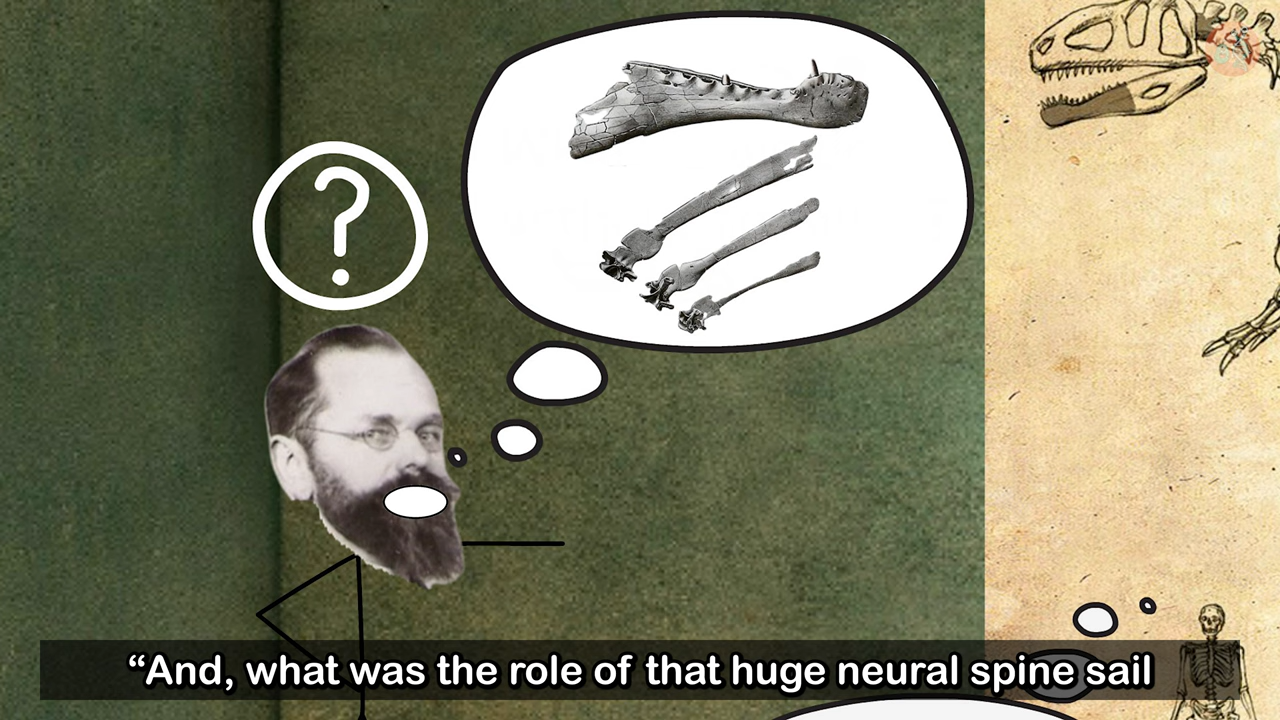 ?
“And, what was the role of that huge neural spine sail